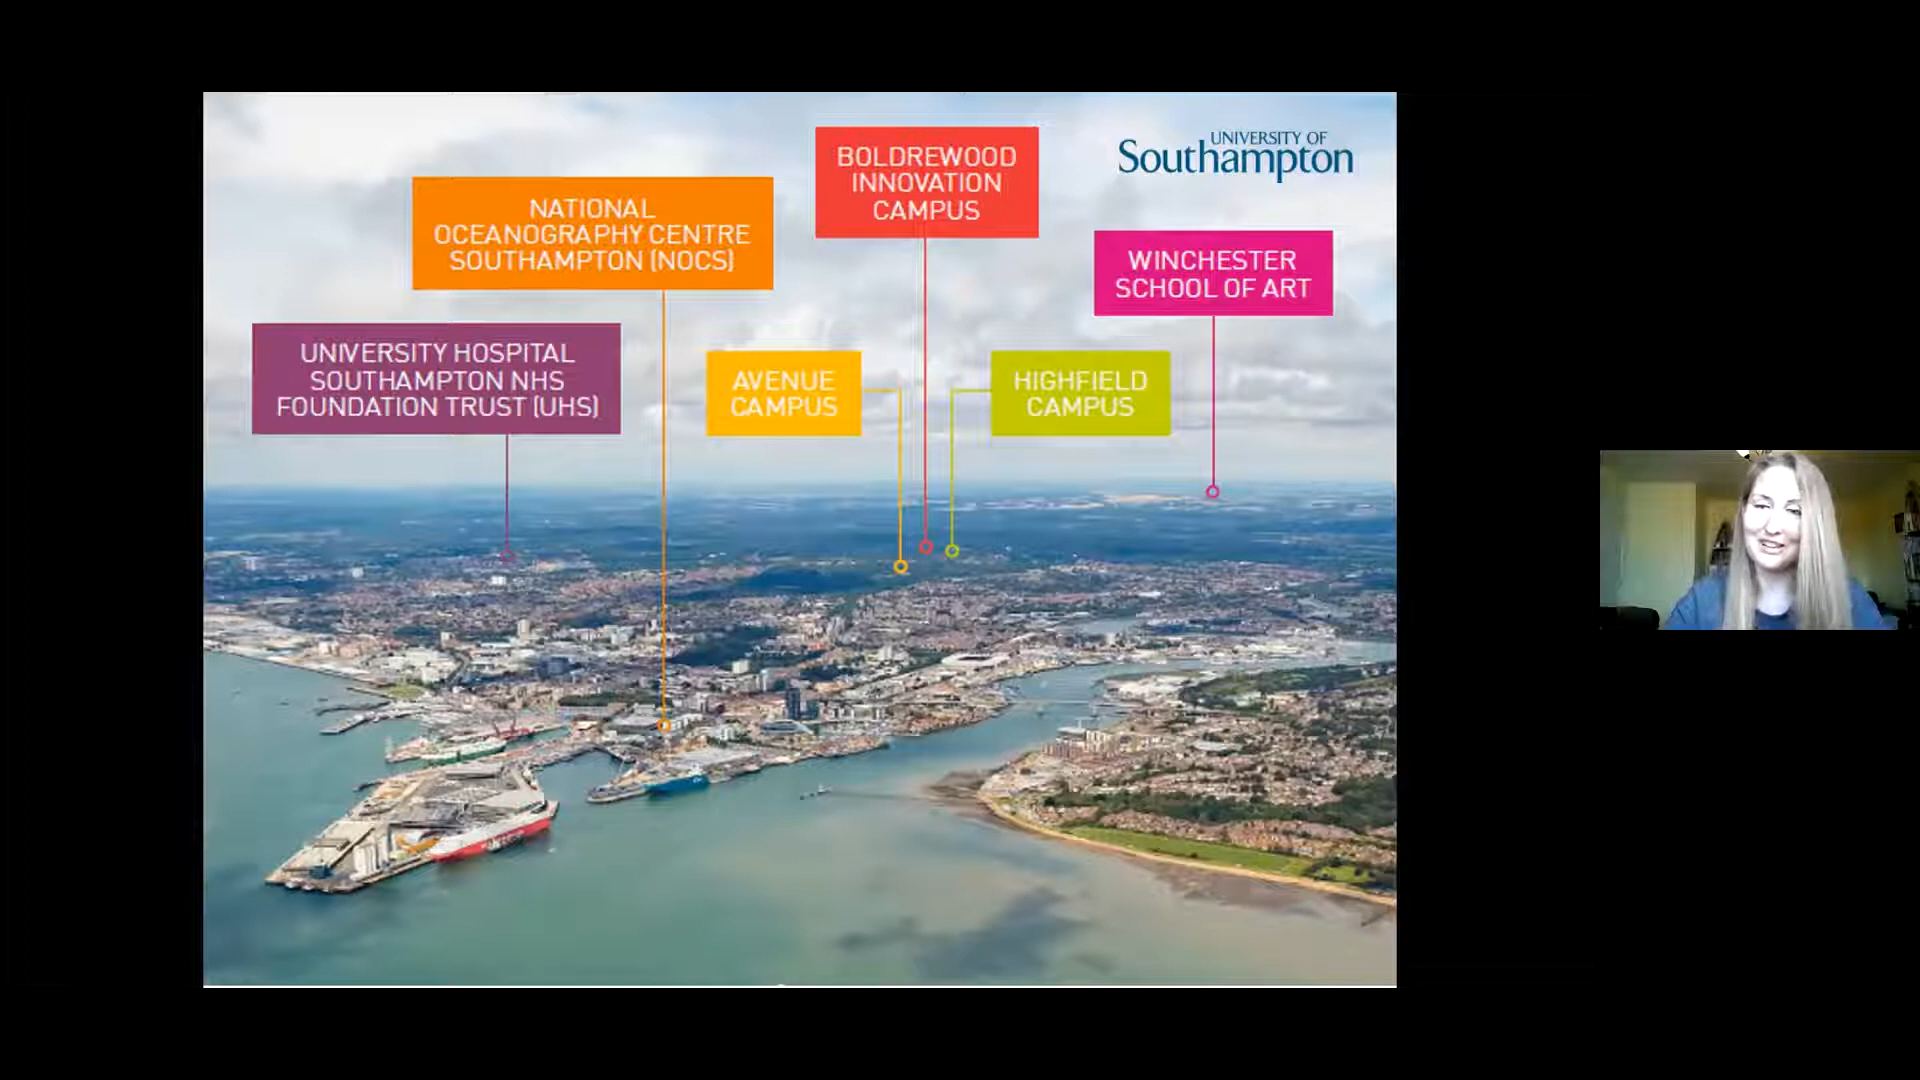 UNIVERSITY OF
Southampton
BOLDREWOOD
INNOVATION
CAMPUS
NATIONAL
OCEANOGRAPHY CENTRE
SOUTHAMPTON (NOCS)
WINCHESTER
SCHOOL OF ART
UNIVERSITY HOSPITAL
SOUTHAMPTON NHS
FOUNDATION TRUST (UHS)
AVENUE
CAMPUS
HIGHFIELD
CAMPUS